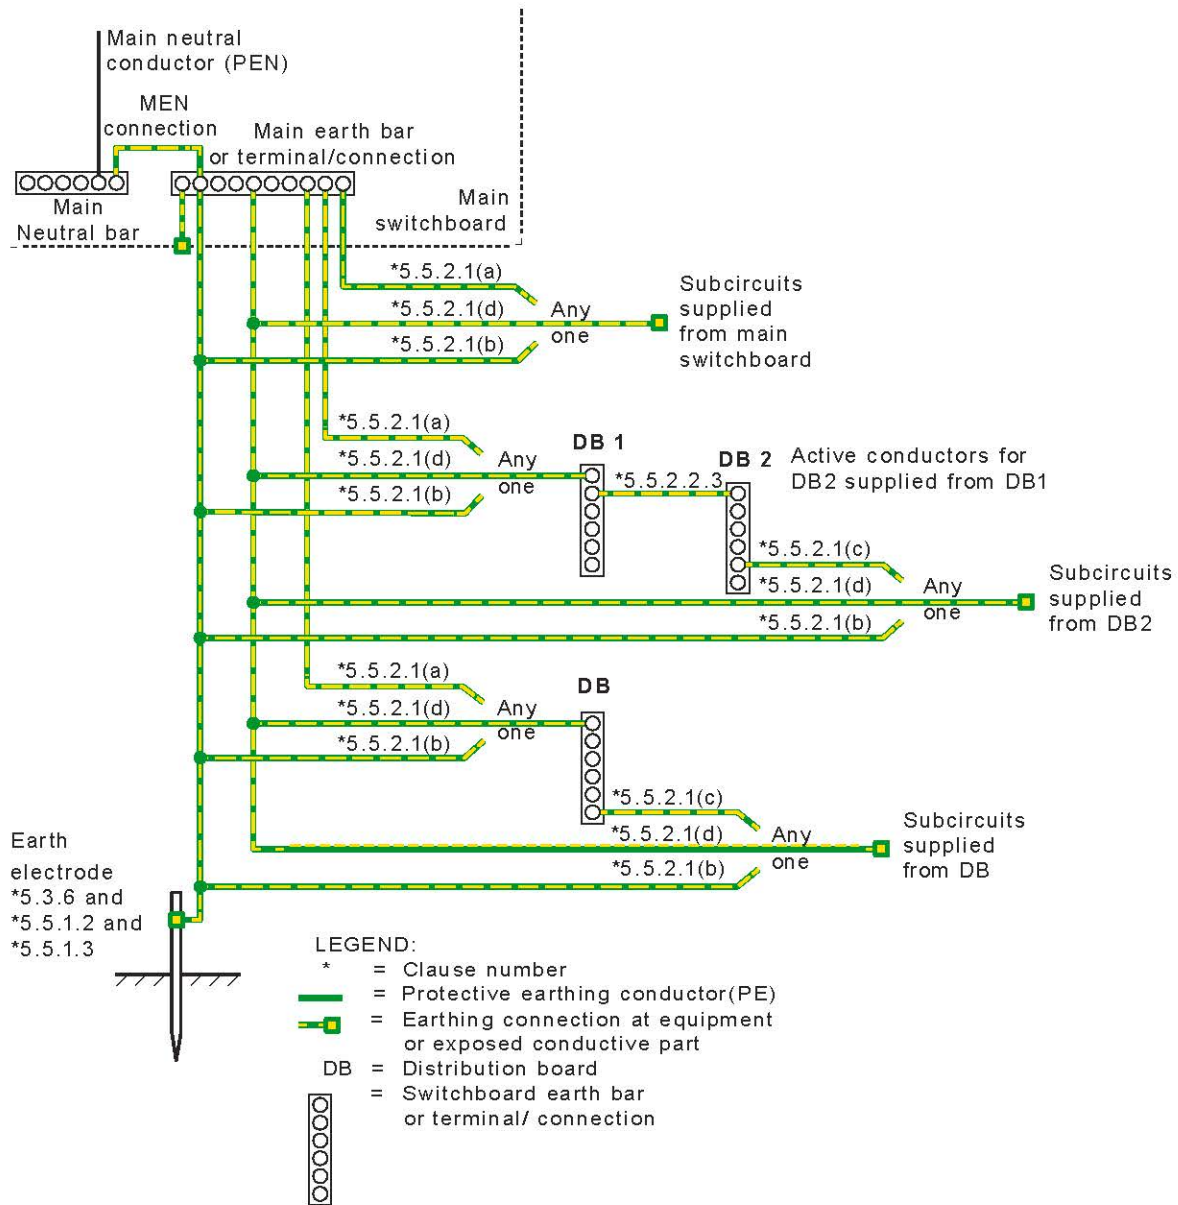 Main neutral
conductor (PEN)
MEN
connection
Main earth bar
or terminal/connection
Main
Neutral bar
Main
switchboard
*5.5.2.1(a)
*5.5.2.1(d)
*5.5.2.1(b)
Any
one
Subcircuits
supplied
from main
switchboard
*5.5.2.1(a)
*5.5.2.1(d)
*5.5.2.1(b)
Any
one
DB 1
*5.5.2.2.3
DB 2
Active conductors for
DB2 supplied from DB1
*5.5.2.1(c)
*5.5.2.1(d)
*5.5.2.1(b)
Any
one
Subcircuits
supplied
from DB2
*5.5.2.1(a)
*5.5.2.1(d)
*5.5.2.1(b)
Any
one
DB
*5.5.2.1(c)
*5.5.2.1(d)
*5.5.2.1(b)
Any
one
Subcircuits
supplied
from DB
Earth
electrode
*5.3.6 and
*5.5.1.2 and
*5.5.1.3
LEGEND:
* = Clause number
= Protective earthing conductor(PE)
= Earthing connection at equipment
or exposed conductive part
DB = Distribution board
= Switchboard earth bar
or terminal/ connection